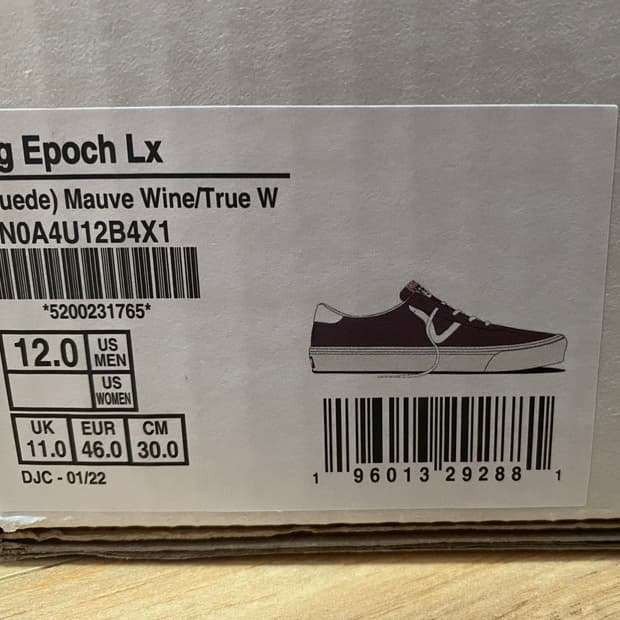 g Epoch Lx
uede) Mauve Wine/True W
N0A4U12B4X1
*5200231765*
12.0 US MEN
US WOMEN
UK EUR CM
11.0 46.0 30.0
DJC - 01/22
1 96013 29288 1